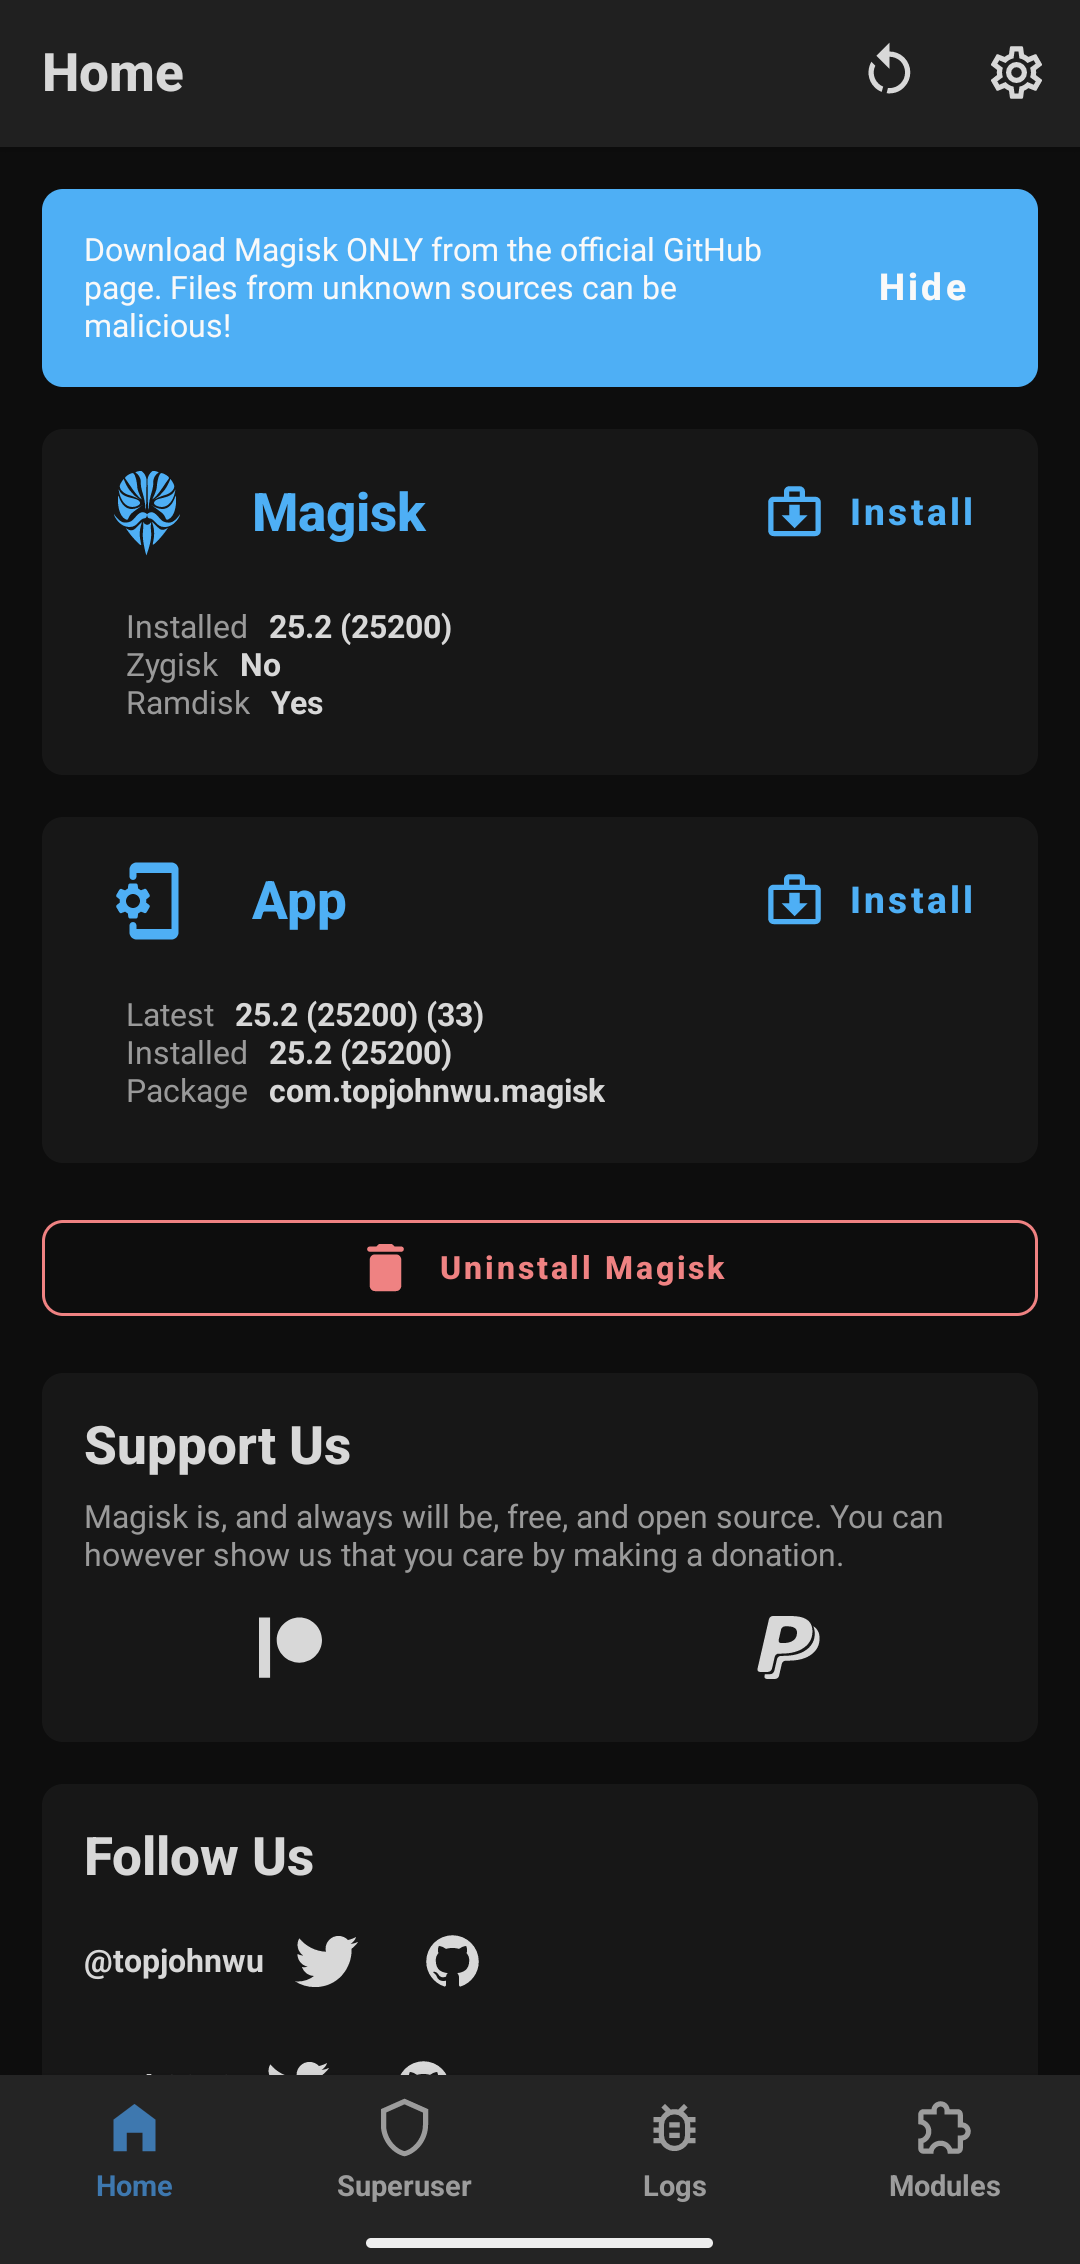 Home
Download Magisk ONLY from the official GitHub
page. Files from unknown sources can be
malicious!
Hide
Magisk
Install
Installed 25.2 (25200)
Zygisk No
Ramdisk Yes
App
Install
Latest 25.2 (25200) (33)
Installed 25.2 (25200)
Package com.topjohnwu.magisk
Uninstall Magisk
Support Us
Magisk is, and always will be, free, and open source. You can
however show us that you care by making a donation.
Follow Us
@topjohnwu
Home
Superuser
Logs
Modules